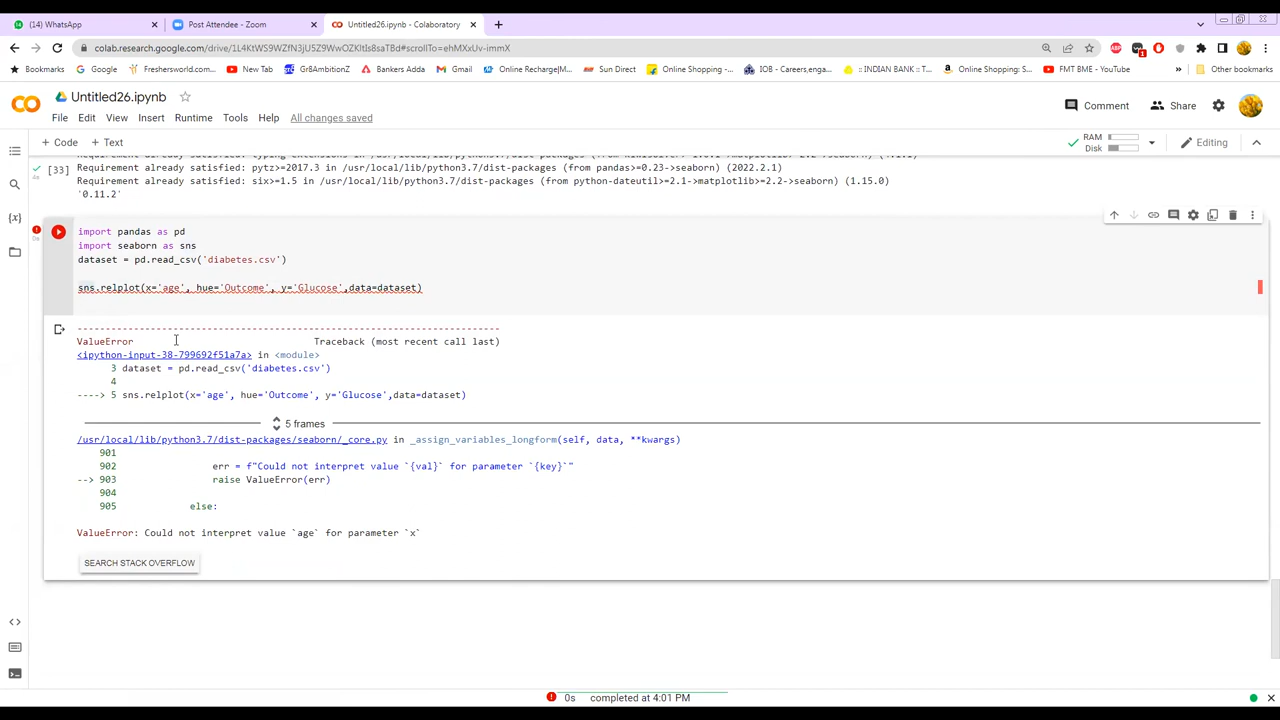 (14) WhatsApp
Post Attendee - Zoom
Untitled26.ipynb - Colaboratory
colab.research.google.com/drive/1L4KtWS9WZfN3jU5Z9WwOZKltIs8saTBd#scrollTo=ehMXxUv-immX
Bookmarks Google Freshersworld.com... New Tab Gr8AmbitionZ Bankers Adda Gmail Online Recharge|Mo... Sun Direct Online Shopping -... IOB - Careers,enga... :: INDIAN BANK :: T... Amazon.com: Online Shopping: S... FMT BME - YouTube » Other bookmarks
Untitled26.ipynb
File Edit View Insert Runtime Tools Help All changes saved
Comment Share
+ Code + Text
RAM
Disk
Editing
[33]
Requirement already satisfied: pytz>=2017.3 in /usr/local/lib/python3.7/dist-packages (from pandas>=0.23->seaborn) (2022.2.1)
Requirement already satisfied: six>=1.5 in /usr/local/lib/python3.7/dist-packages (from python-dateutil>=2.1->matplotlib>=2.2->seaborn) (1.15.0)
'0.11.2'
import pandas as pd
import seaborn as sns
dataset = pd.read_csv('diabetes.csv')
sns.relplot(x='age', hue='Outcome', y='Glucose',data=dataset)
---------------------------------------------------------------------------
ValueError Traceback (most recent call last)
<ipython-input-38-799692f51a7a> in <module>
3 dataset = pd.read_csv('diabetes.csv')
4
----> 5 sns.relplot(x='age', hue='Outcome', y='Glucose',data=dataset)
5 frames
/usr/local/lib/python3.7/dist-packages/seaborn/_core.py in _assign_variables_longform(self, data, **kwargs)
901
902 err = f"Could not interpret value `{val}` for parameter `{key}`"
--> 903 raise ValueError(err)
904
905 else:
ValueError: Could not interpret value `age` for parameter `x`
SEARCH STACK OVERFLOW
0s completed at 4:01 PM